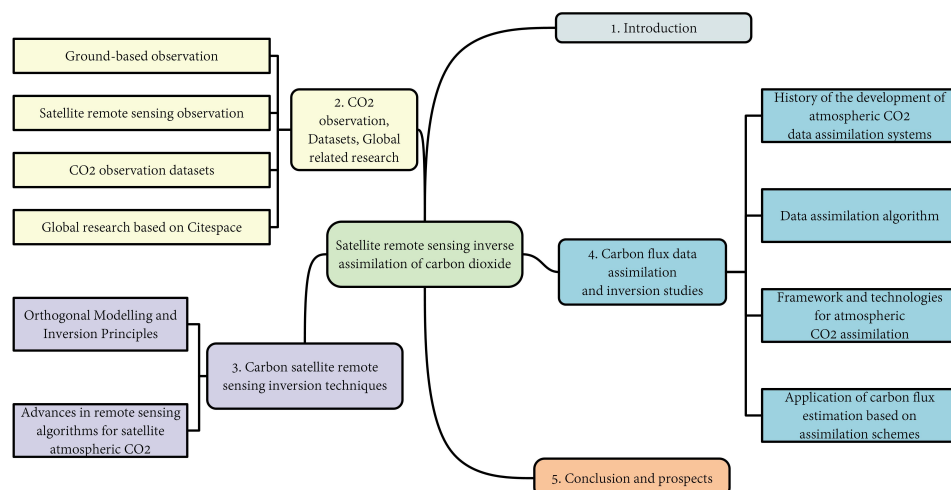 1. Introduction
Ground-based observation
Satellite remote sensing observation
CO2 observation datasets
Global research based on Citespace
2. CO2
observation,
Datasets, Global
related research
Satellite remote sensing inverse
assimilation of carbon dioxide
Orthogonal Modelling and
Inversion Principles
Advances in remote sensing
algorithms for satellite
atmospheric CO2
3. Carbon satellite remote
sensing inversion techniques
4. Carbon flux data
assimilation
and inversion studies
History of the development of
atmospheric CO2
data assimilation systems
Data assimilation algorithm
Framework and technologies
for atmospheric
CO2 assimilation
Application of carbon flux
estimation based on
assimilation schemes
5. Conclusion and prospects